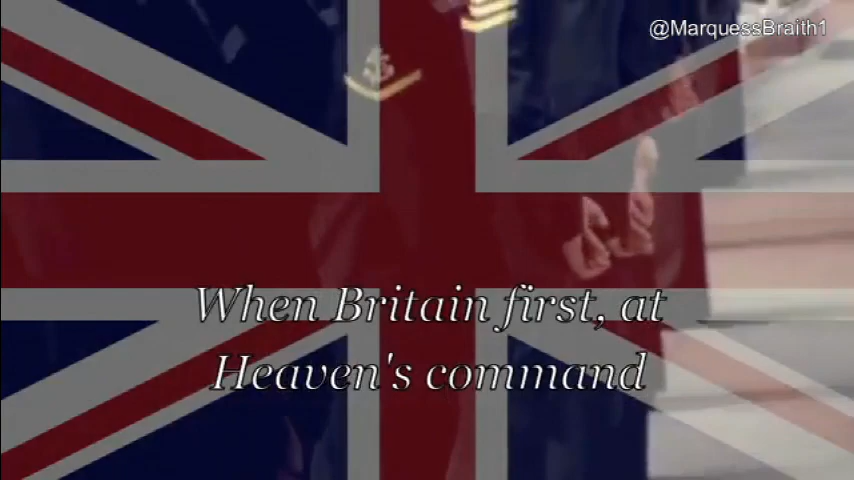 @MarquessBraith1
When Britain first, at
Heaven's command